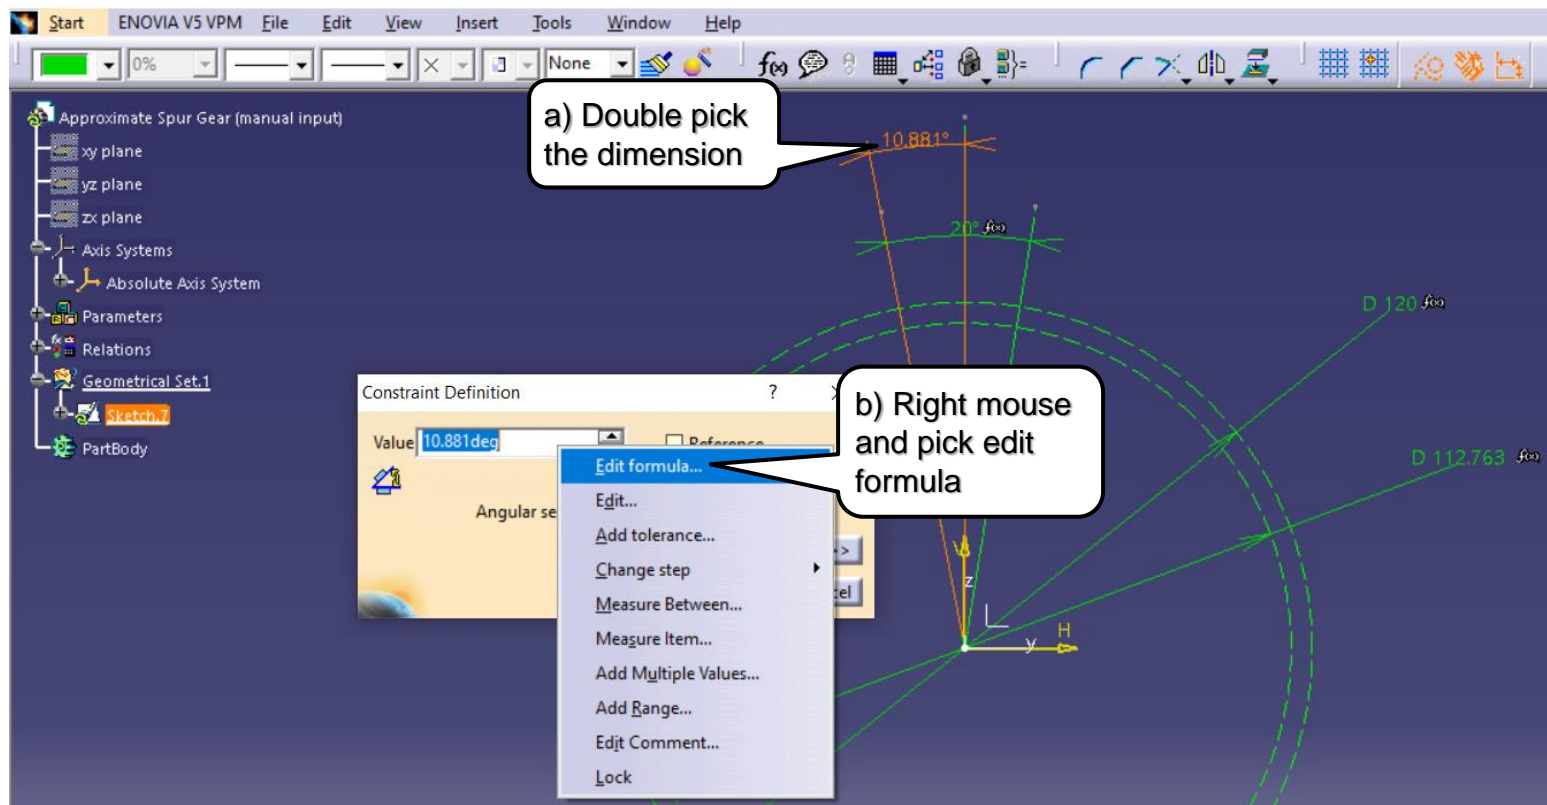 Start ENOVIA V5 VPM File Edit View Insert Tools Window Help
0% None f(x)
Approximate Spur Gear (manual input)
xy plane
yz plane
zx plane
Axis Systems
Absolute Axis System
Parameters
Relations
Geometrical Set.1
Sketch.7
PartBody
a) Double pick
the dimension
10.881°
20° f(x)
D 120 f(x)
D 112.763 f(x)
Constraint Definition ?
Value 10.881deg Reference
Angular se
>>
cel
Edit formula...
Edit...
Add tolerance...
Change step
Measure Between...
Measure Item...
Add Multiple Values...
Add Range...
Edit Comment...
Lock
b) Right mouse
and pick edit
formula
V
z
H
y